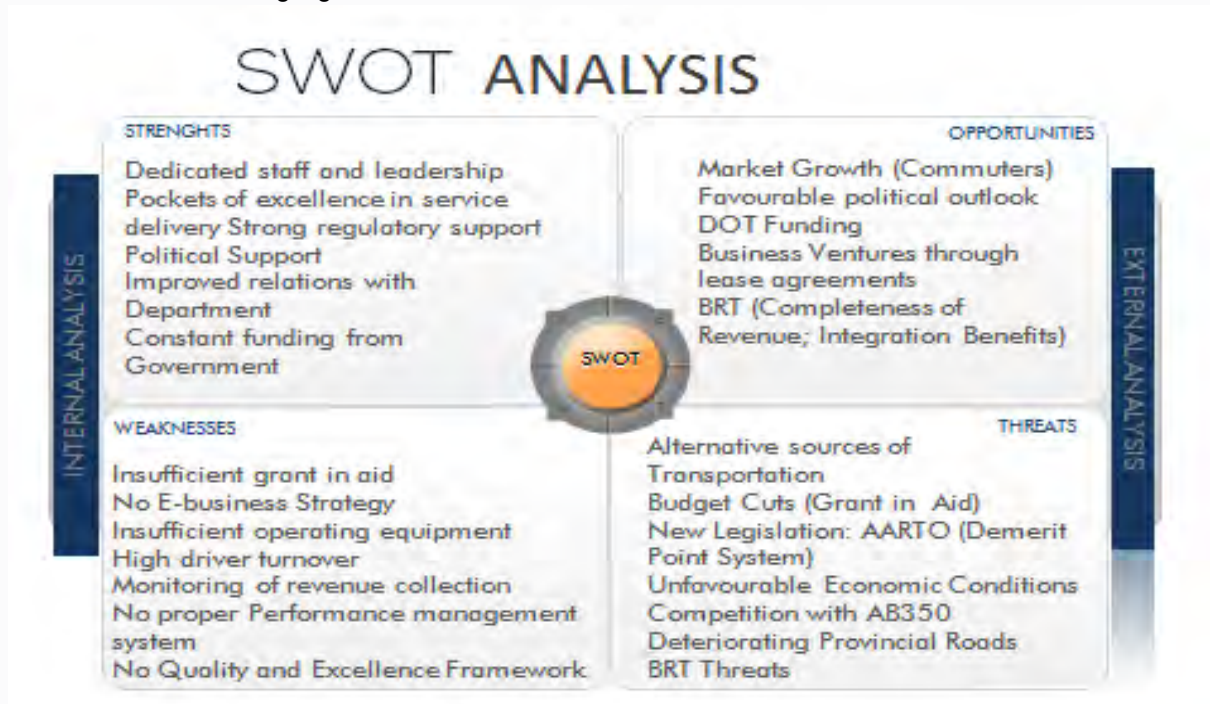 SWOT ANALYSIS
STRENGHTS
Dedicated staff and leadership
Pockets of excellence in service
delivery Strong regulatory support
Political Support
Improved relations with
Department
Constant funding from
Government
OPPORTUNITIES
Market Growth (Commuters)
Favourable political outlook
DOT Funding
Business Ventures through
lease agreements
BRT (Completeness of
Revenue; Integration Benefits)
INTERNAL ANALYSIS
SWOT
EXTERNAL ANALYSIS
WEAKNESSES
Insufficient grant in aid
No E-business Strategy
Insufficient operating equipment
High driver turnover
Monitoring of revenue collection
No proper Performance management
system
No Quality and Excellence Framework
THREATS
Alternative sources of
Transportation
Budget Cuts (Grant in Aid)
New Legislation: AARTO (Demerit
Point System)
Unfavourable Economic Conditions
Competition with AB350
Deteriorating Provincial Roads
BRT Threats